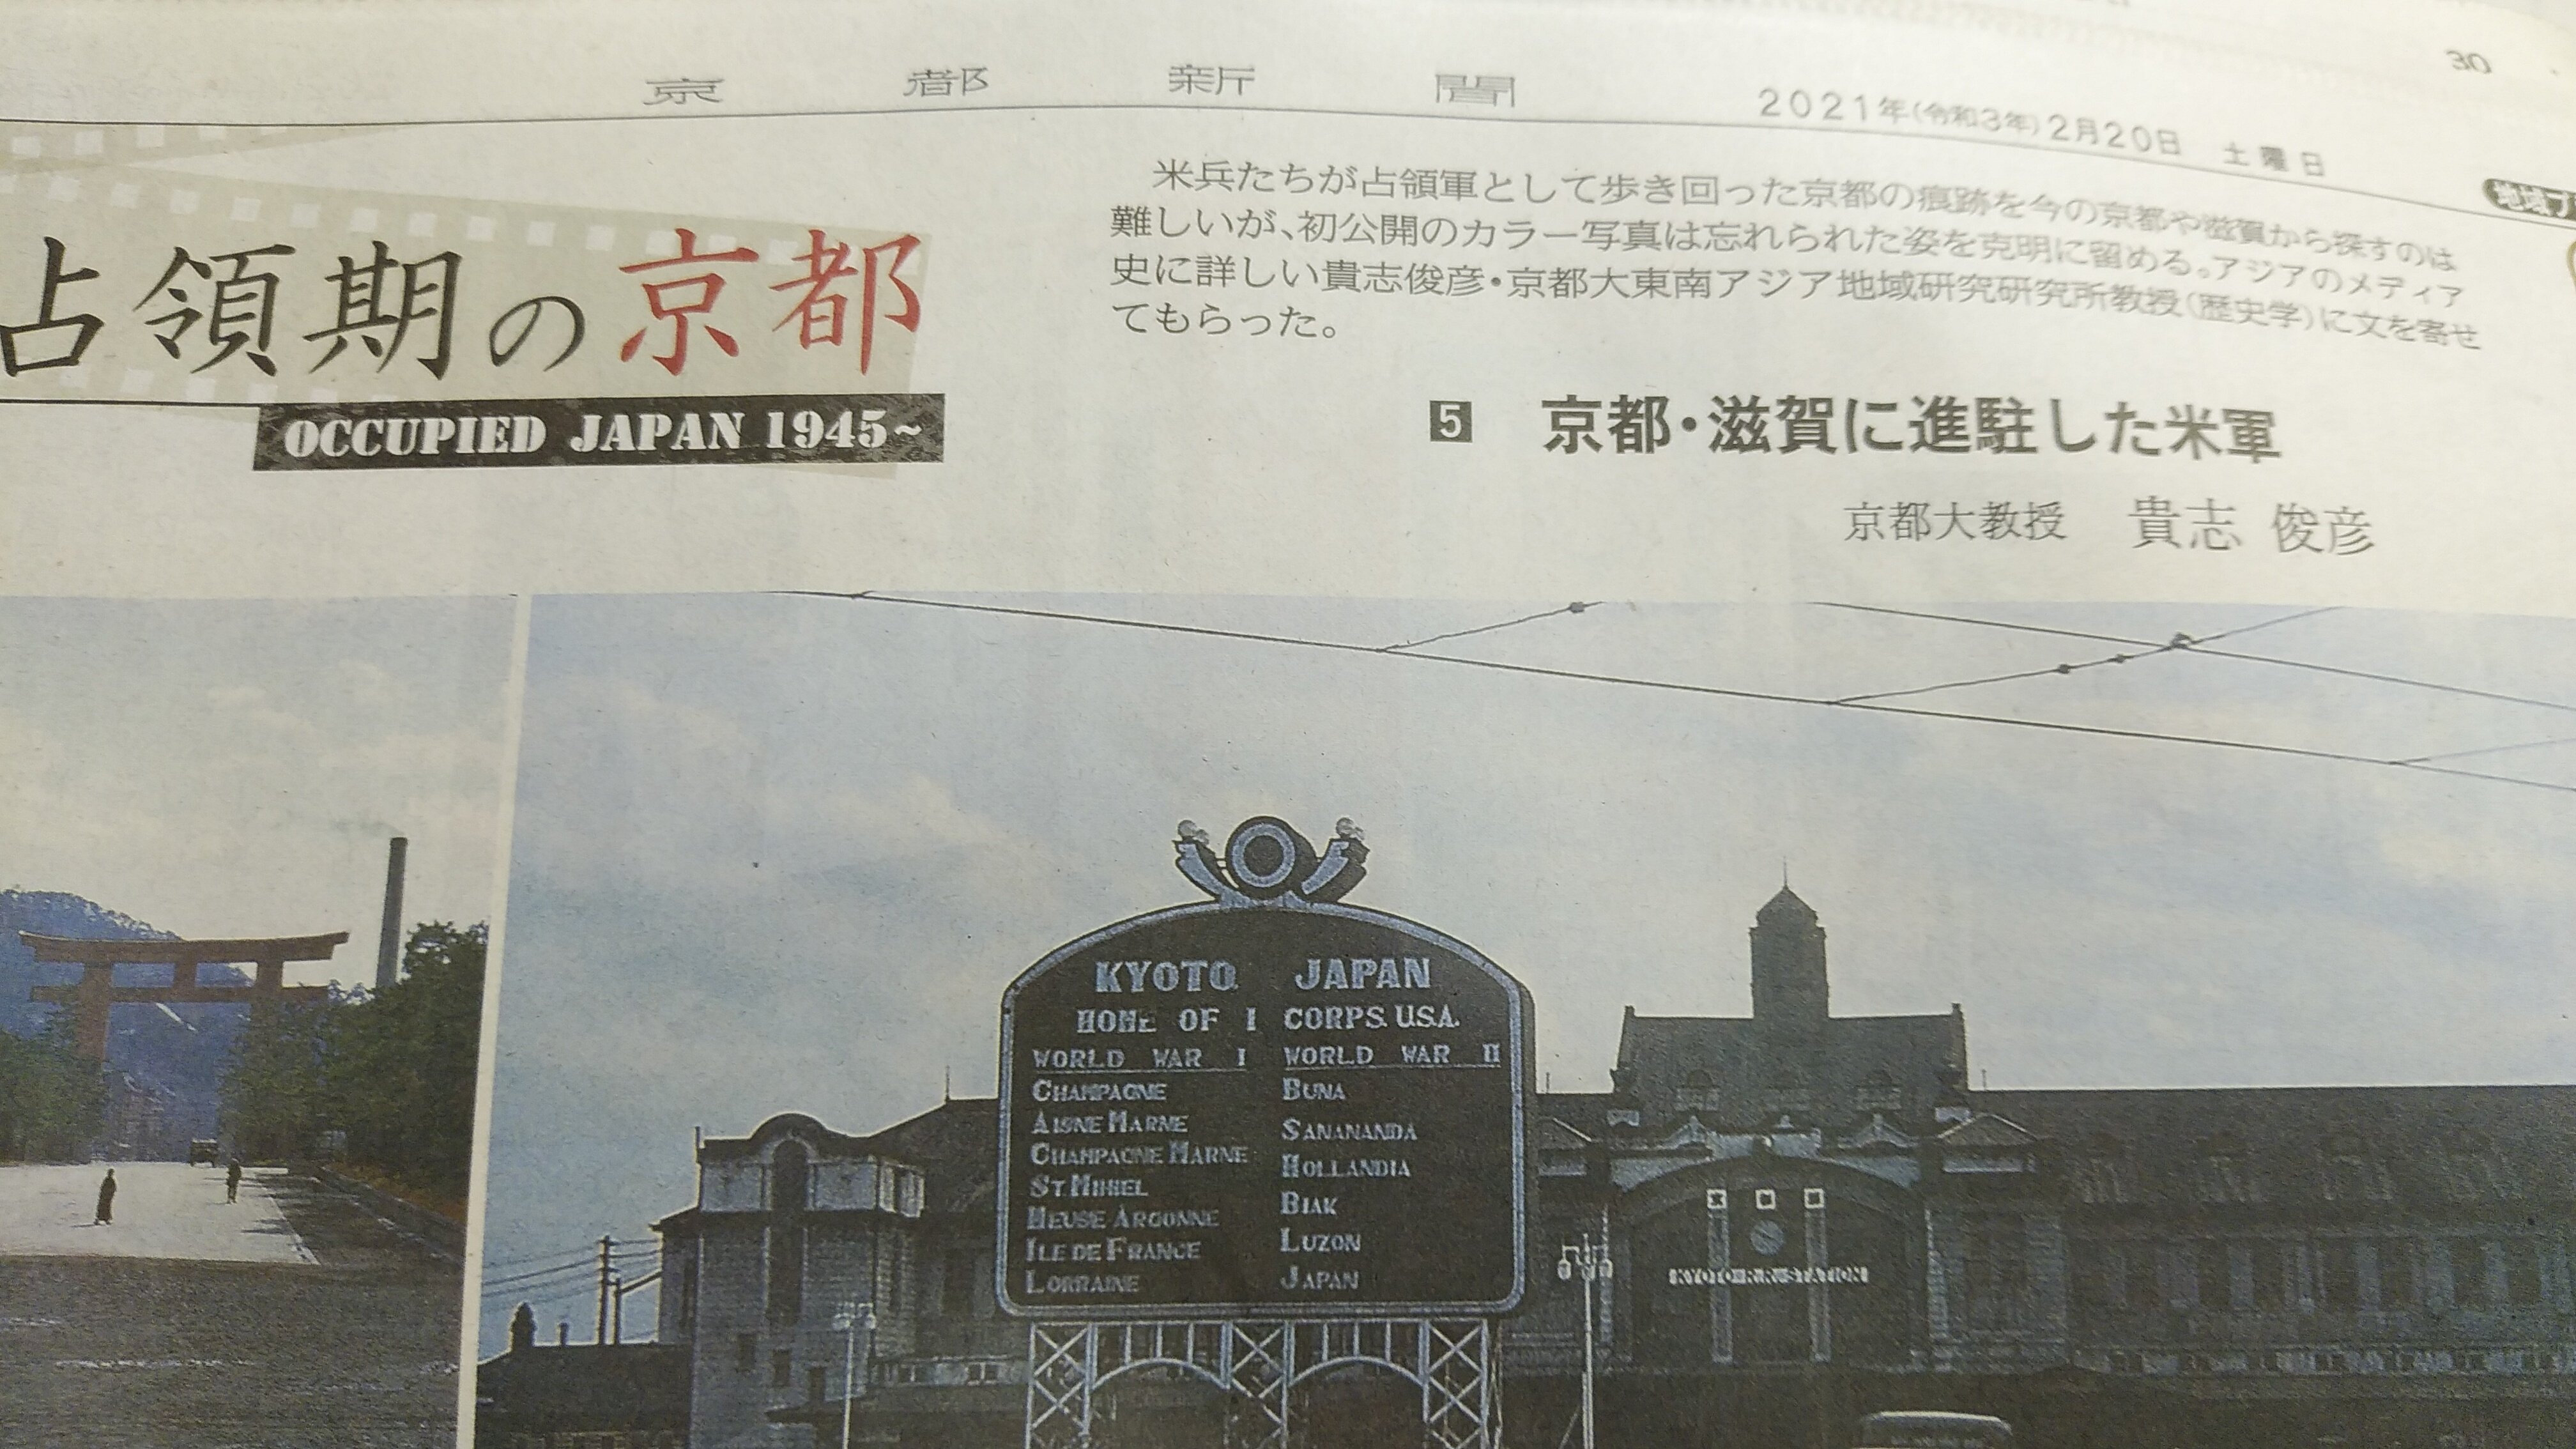 京都新聞
2021年(令和3年)2月20日 土曜日
30
占領期の京都
OCCUPIED JAPAN 1945~
米兵たちが占領軍として歩き回った京都の痕跡を今の京都や滋賀から探すのは
難しいが、初公開のカラー写真は忘れられた姿を克明に留める。アジアのメディア
史に詳しい貴志俊彦・京都大東南アジア地域研究研究所教授(歴史学)に文を寄せ
てもらった。
5 京都・滋賀に進駐した米軍
京都大教授 貴志 俊彦
KYOTO JAPAN
HOME OF I CORPS. U.S.A.
WORLD WAR I
CHAMPAGNE
AISNE MARNE
CHAMPAGNE MARNE
ST. MIHIEL
MEUSE ARGONNE
ILE DE FRANCE
LORRAINE
WORLD WAR II
BUNA
SANANANDA
HOLLANDIA
BIAK
LUZON
JAPAN
KYOTO STATION